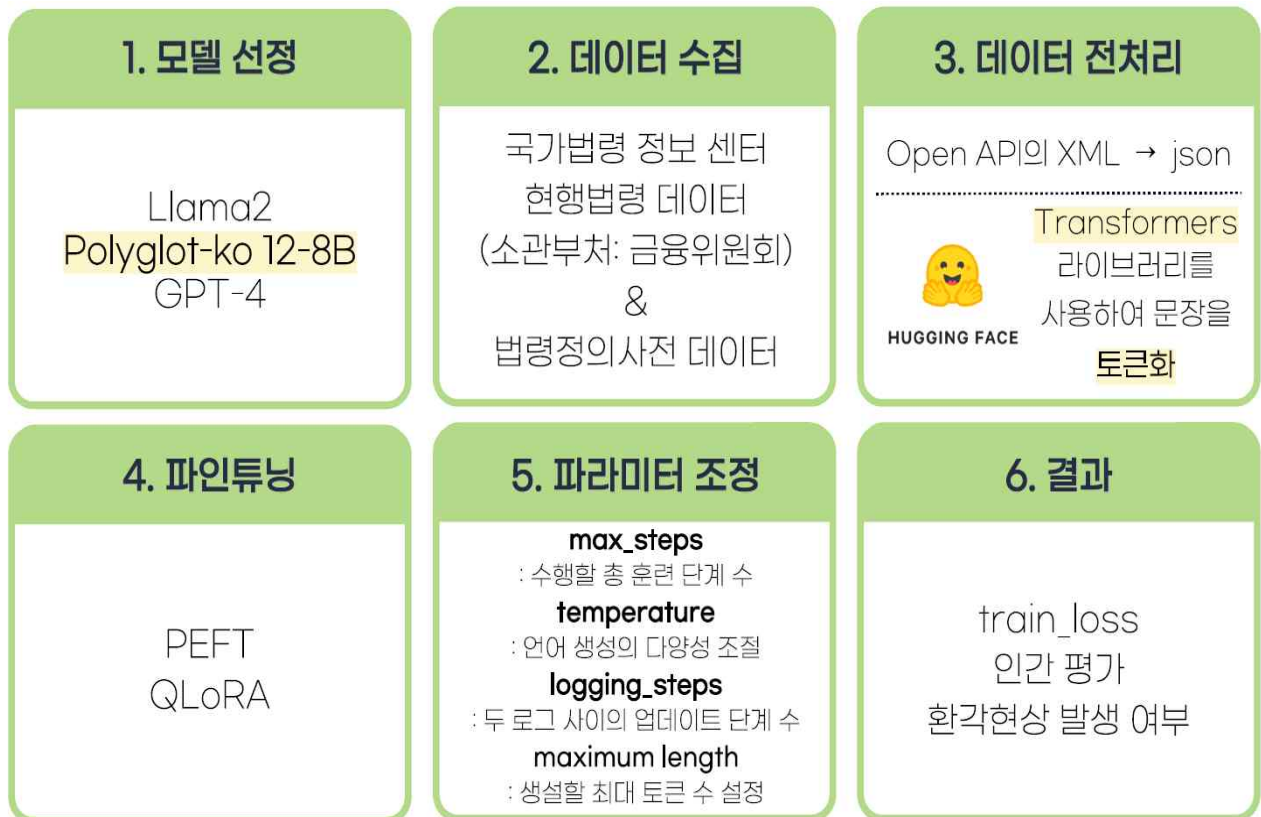 1. 모델 선정
Llama2
Polyglot-ko 12-8B
GPT-4
2. 데이터 수집
국가법령 정보 센터
현행법령 데이터
(소관부처: 금융위원회)
&
법령정의사전 데이터
3. 데이터 전처리
Open API의 XML → json
HUGGING FACE
Transformers
라이브러리를
사용하여 문장을
토큰화
4. 파인튜닝
PEFT
QLoRA
5. 파라미터 조정
max_steps
: 수행할 총 훈련 단계 수
temperature
: 언어 생성의 다양성 조절
logging_steps
: 두 로그 사이의 업데이트 단계 수
maximum length
: 생설할 최대 토큰 수 설정
6. 결과
train_loss
인간 평가
환각현상 발생 여부